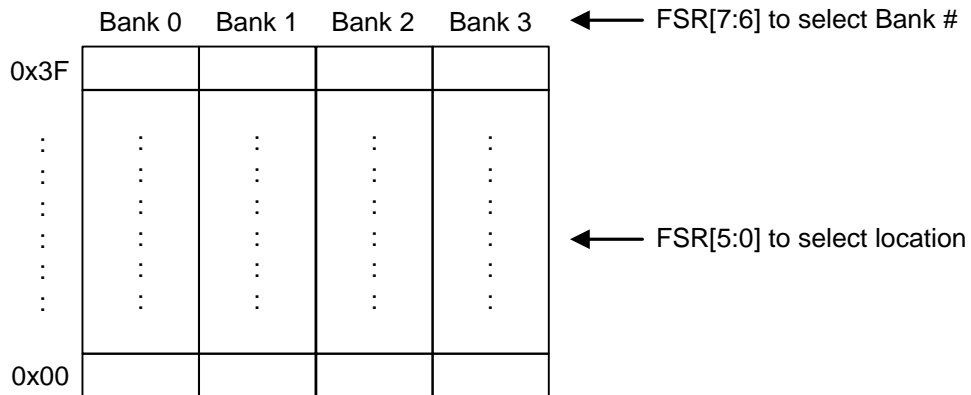 Bank 0 Bank 1 Bank 2 Bank 3 FSR[7:6] to select Bank #
0x3F
FSR[5:0] to select location
0x00